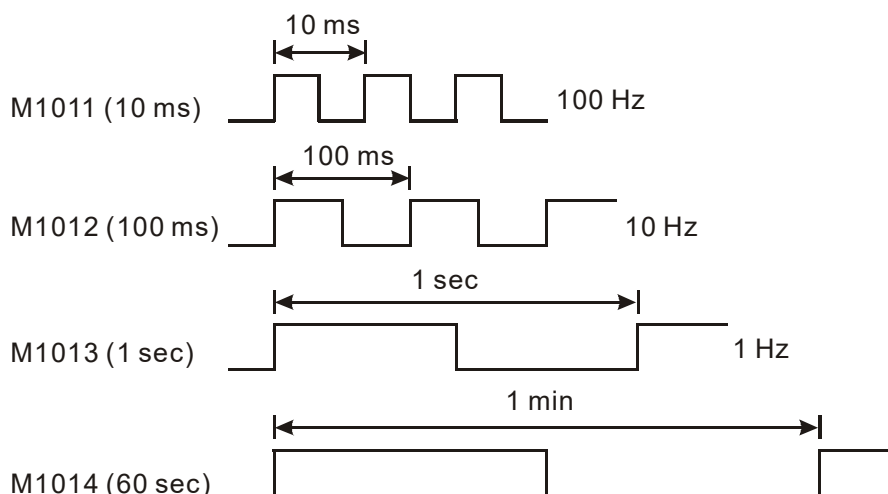 10 ms
M1011 (10 ms)
100 Hz
100 ms
M1012 (100 ms)
10 Hz
1 sec
M1013 (1 sec)
1 Hz
1 min
M1014 (60 sec)